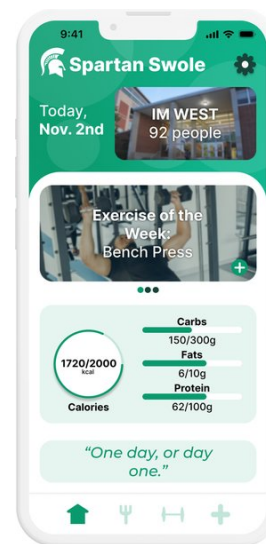 9:41
Spartan Swole
Today,
Nov. 2nd
IM WEST
92 people
Exercise of the
Week:
Bench Press
1720/2000
kcal
Calories
Carbs
150/300g
Fats
6/10g
Protein
62/100g
“One day, or day
one.”